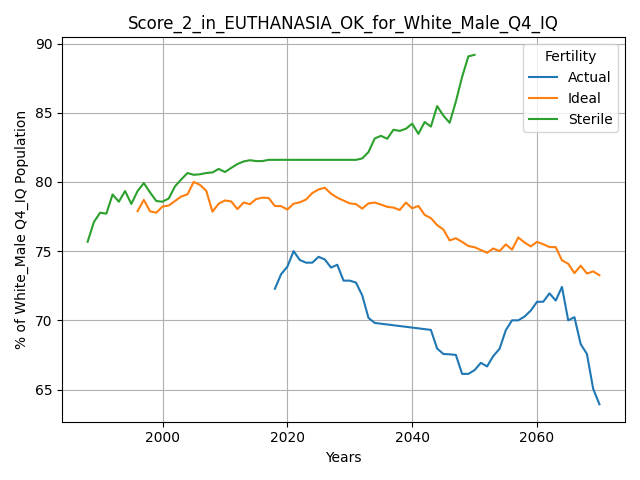 Score_2_in_EUTHANASIA_OK_for_White_Male_Q4_IQ
% of White_Male Q4_IQ Population
90
85
80
75
70
65
Fertility
Actual
Ideal
Sterile
2000
2020
2040
2060
Years